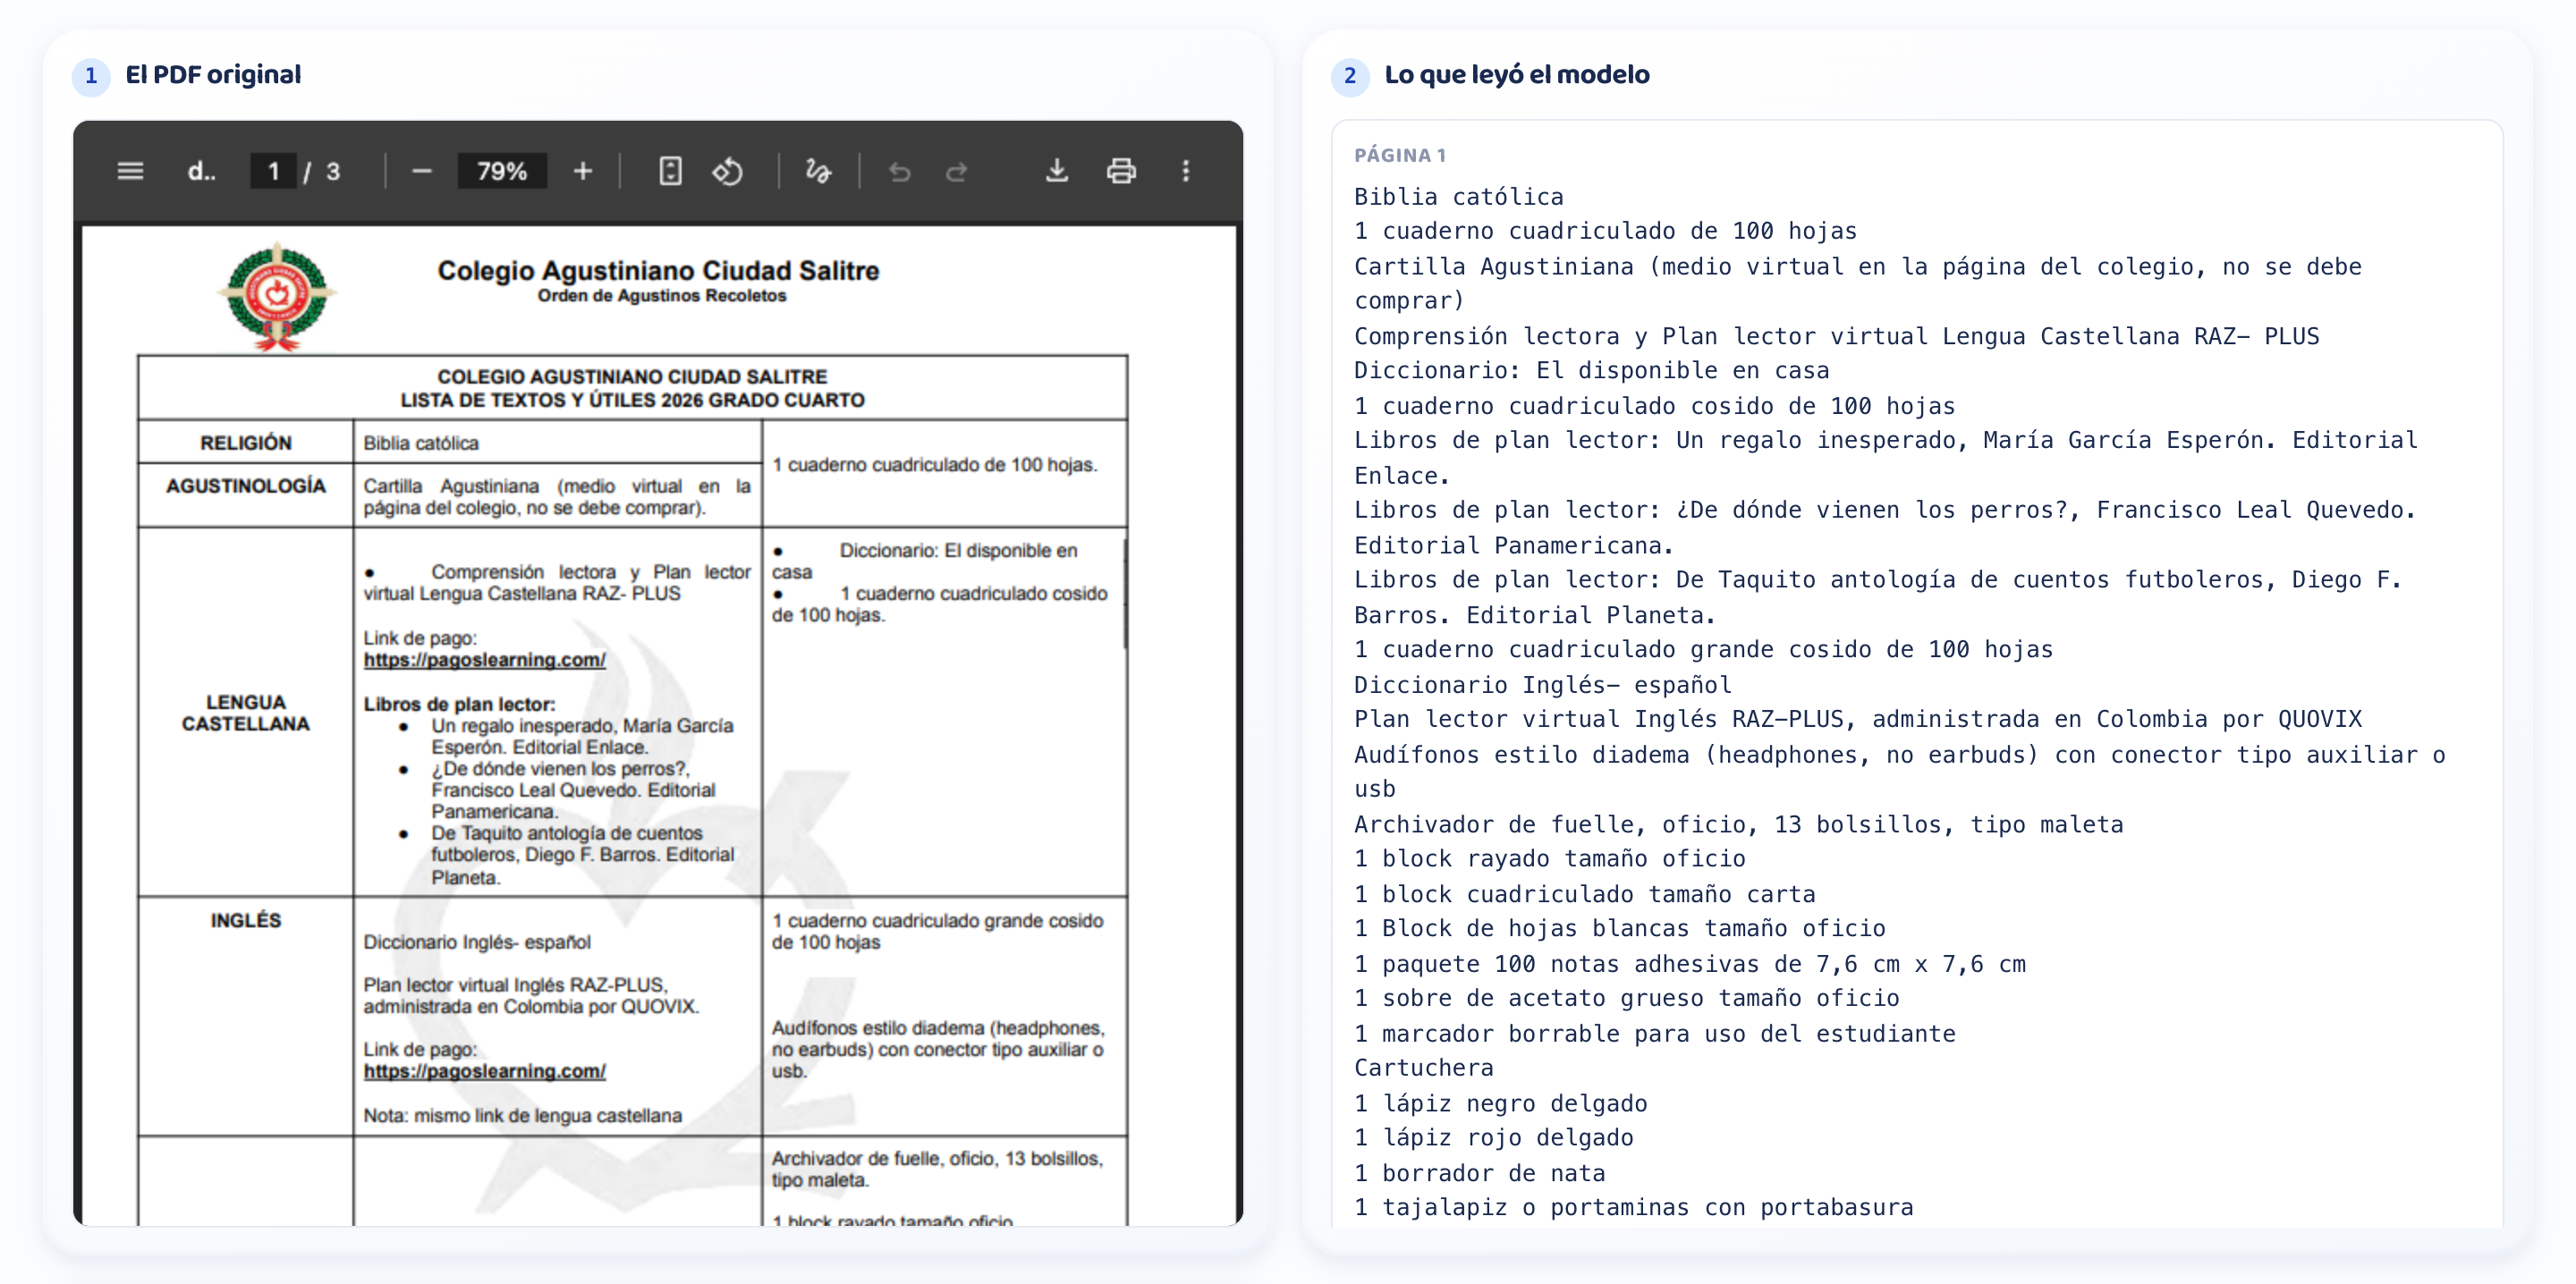 1 El PDF original
d.. 1 / 3 79%
Colegio Agustiniano Ciudad Salitre
Orden de Agustinos Recoletos
COLEGIO AGUSTINIANO CIUDAD SALITRE
LISTA DE TEXTOS Y ÚTILES 2026 GRADO CUARTO
RELIGIÓN
Biblia católica
1 cuaderno cuadriculado de 100 hojas.
AGUSTINOLOGÍA
Cartilla Agustiniana (medio virtual en la
página del colegio, no se debe comprar).
LENGUA
CASTELLANA
● Comprensión lectora y Plan lector
virtual Lengua Castellana RAZ- PLUS
Link de pago:
https://pagoslearning.com/
Libros de plan lector:
● Un regalo inesperado, María García
Esperón. Editorial Enlace.
● ¿De dónde vienen los perros?,
Francisco Leal Quevedo. Editorial
Panamericana.
● De Taquito antología de cuentos
futboleros, Diego F. Barros. Editorial
Planeta.
● Diccionario: El disponible en
casa
● 1 cuaderno cuadriculado cosido
de 100 hojas.
INGLÉS
Diccionario Inglés- español
Plan lector virtual Inglés RAZ-PLUS,
administrada en Colombia por QUOVIX.
Link de pago:
https://pagoslearning.com/
Nota: mismo link de lengua castellana
1 cuaderno cuadriculado grande cosido
de 100 hojas
Audífonos estilo diadema (headphones,
no earbuds) con conector tipo auxiliar o
usb.
Archivador de fuelle, oficio, 13 bolsillos,
tipo maleta.
1 block rayado tamaño oficio
2 Lo que leyó el modelo
PÁGINA 1
Biblia católica
1 cuaderno cuadriculado de 100 hojas
Cartilla Agustiniana (medio virtual en la página del colegio, no se debe
comprar)
Comprensión lectora y Plan lector virtual Lengua Castellana RAZ– PLUS
Diccionario: El disponible en casa
1 cuaderno cuadriculado cosido de 100 hojas
Libros de plan lector: Un regalo inesperado, María García Esperón. Editorial
Enlace.
Libros de plan lector: ¿De dónde vienen los perros?, Francisco Leal Quevedo.
Editorial Panamericana.
Libros de plan lector: De Taquito antología de cuentos futboleros, Diego F.
Barros. Editorial Planeta.
1 cuaderno cuadriculado grande cosido de 100 hojas
Diccionario Inglés– español
Plan lector virtual Inglés RAZ–PLUS, administrada en Colombia por QUOVIX
Audífonos estilo diadema (headphones, no earbuds) con conector tipo auxiliar o
usb
Archivador de fuelle, oficio, 13 bolsillos, tipo maleta
1 block rayado tamaño oficio
1 block cuadriculado tamaño carta
1 Block de hojas blancas tamaño oficio
1 paquete 100 notas adhesivas de 7,6 cm x 7,6 cm
1 sobre de acetato grueso tamaño oficio
1 marcador borrable para uso del estudiante
Cartuchera
1 lápiz negro delgado
1 lápiz rojo delgado
1 borrador de nata
1 tajalapiz o portaminas con portabasura